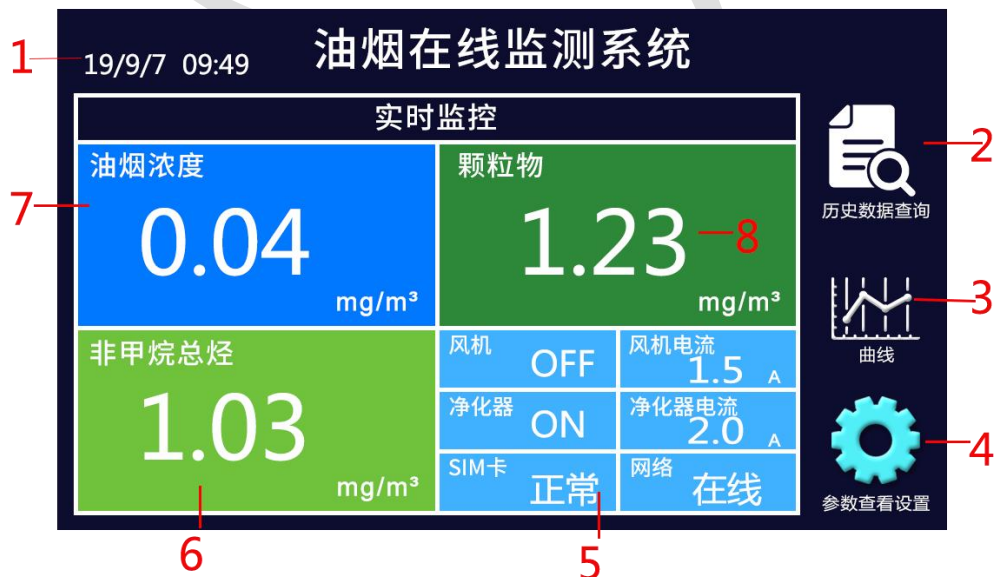 油烟在线监测系统
1
19/9/7 09:49
实时监控
油烟浓度
颗粒物
2
历史数据查询
7
0.04
1.23
8
mg/m³
mg/m³
3
曲线
非甲烷总烃
风机
OFF
风机电流
1.5 A
1.03
净化器
ON
净化器电流
2.0 A
4
mg/m³
SIM卡
正常
网络
在线
参数查看设置
6
5